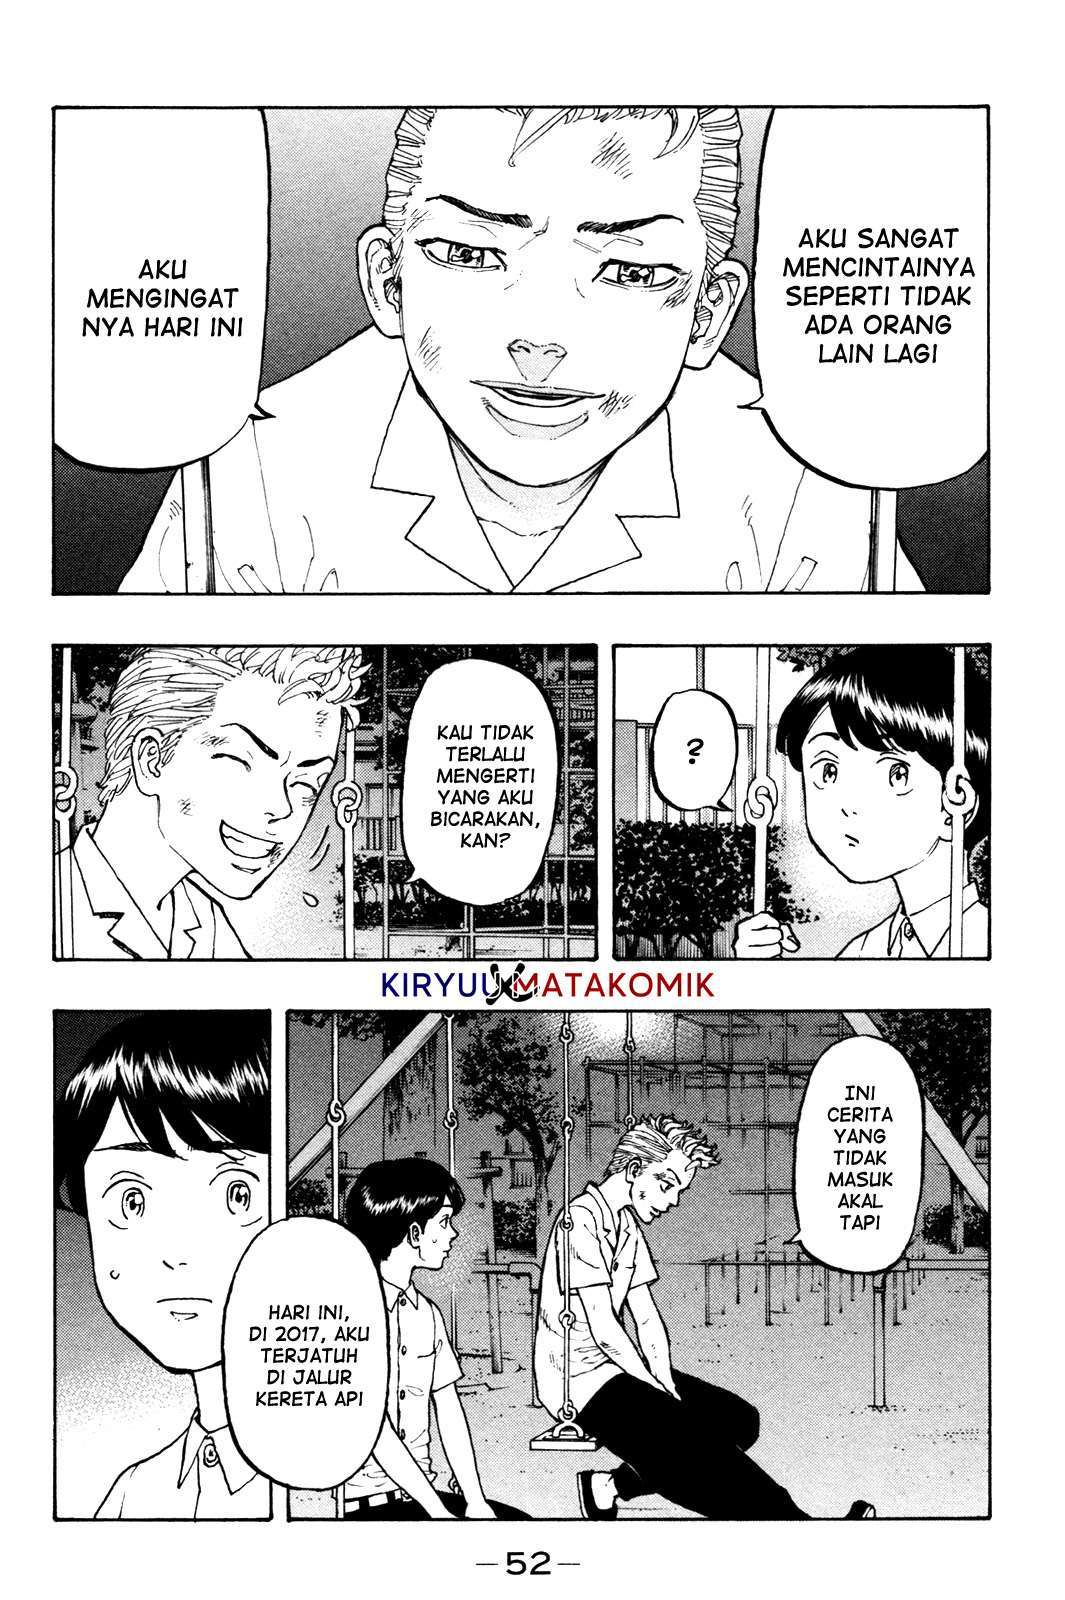 AKU SANGAT
MENCINTAINYA
SEPERTI TIDAK
ADA ORANG
LAIN LAGI
AKU
MENGINGAT
NYA HARI INI
?
KAU TIDAK
TERLALU
MENGERTI
YANG AKU
BICARAKAN,
KAN?
KIRYUU X MATAKOMIK
INI
CERITA
YANG
TIDAK
MASUK
AKAL
TAPI
HARI INI,
DI 2017, AKU
TERJATUH
DI JALUR
KERETA API
—52—